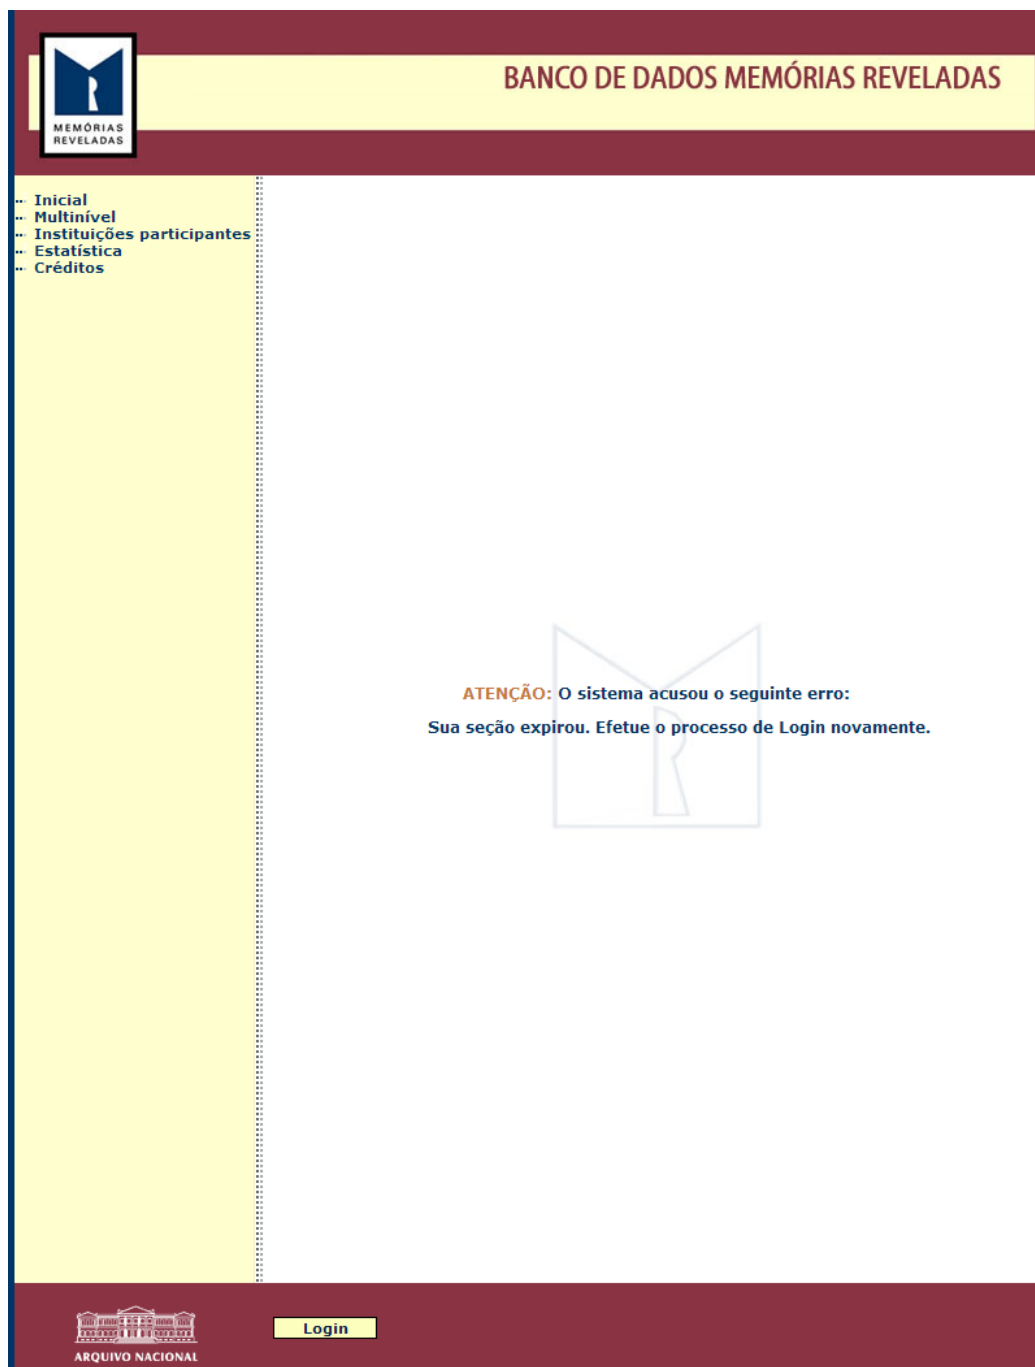 MEMÓRIAS
REVELADAS
BANCO DE DADOS MEMÓRIAS REVELADAS
Inicial
Multinível
Instituições participantes
Estatística
Créditos
ATENÇÃO: O sistema acusou o seguinte erro:
Sua seção expirou. Efetue o processo de Login novamente.
Login
ARQUIVO NACIONAL